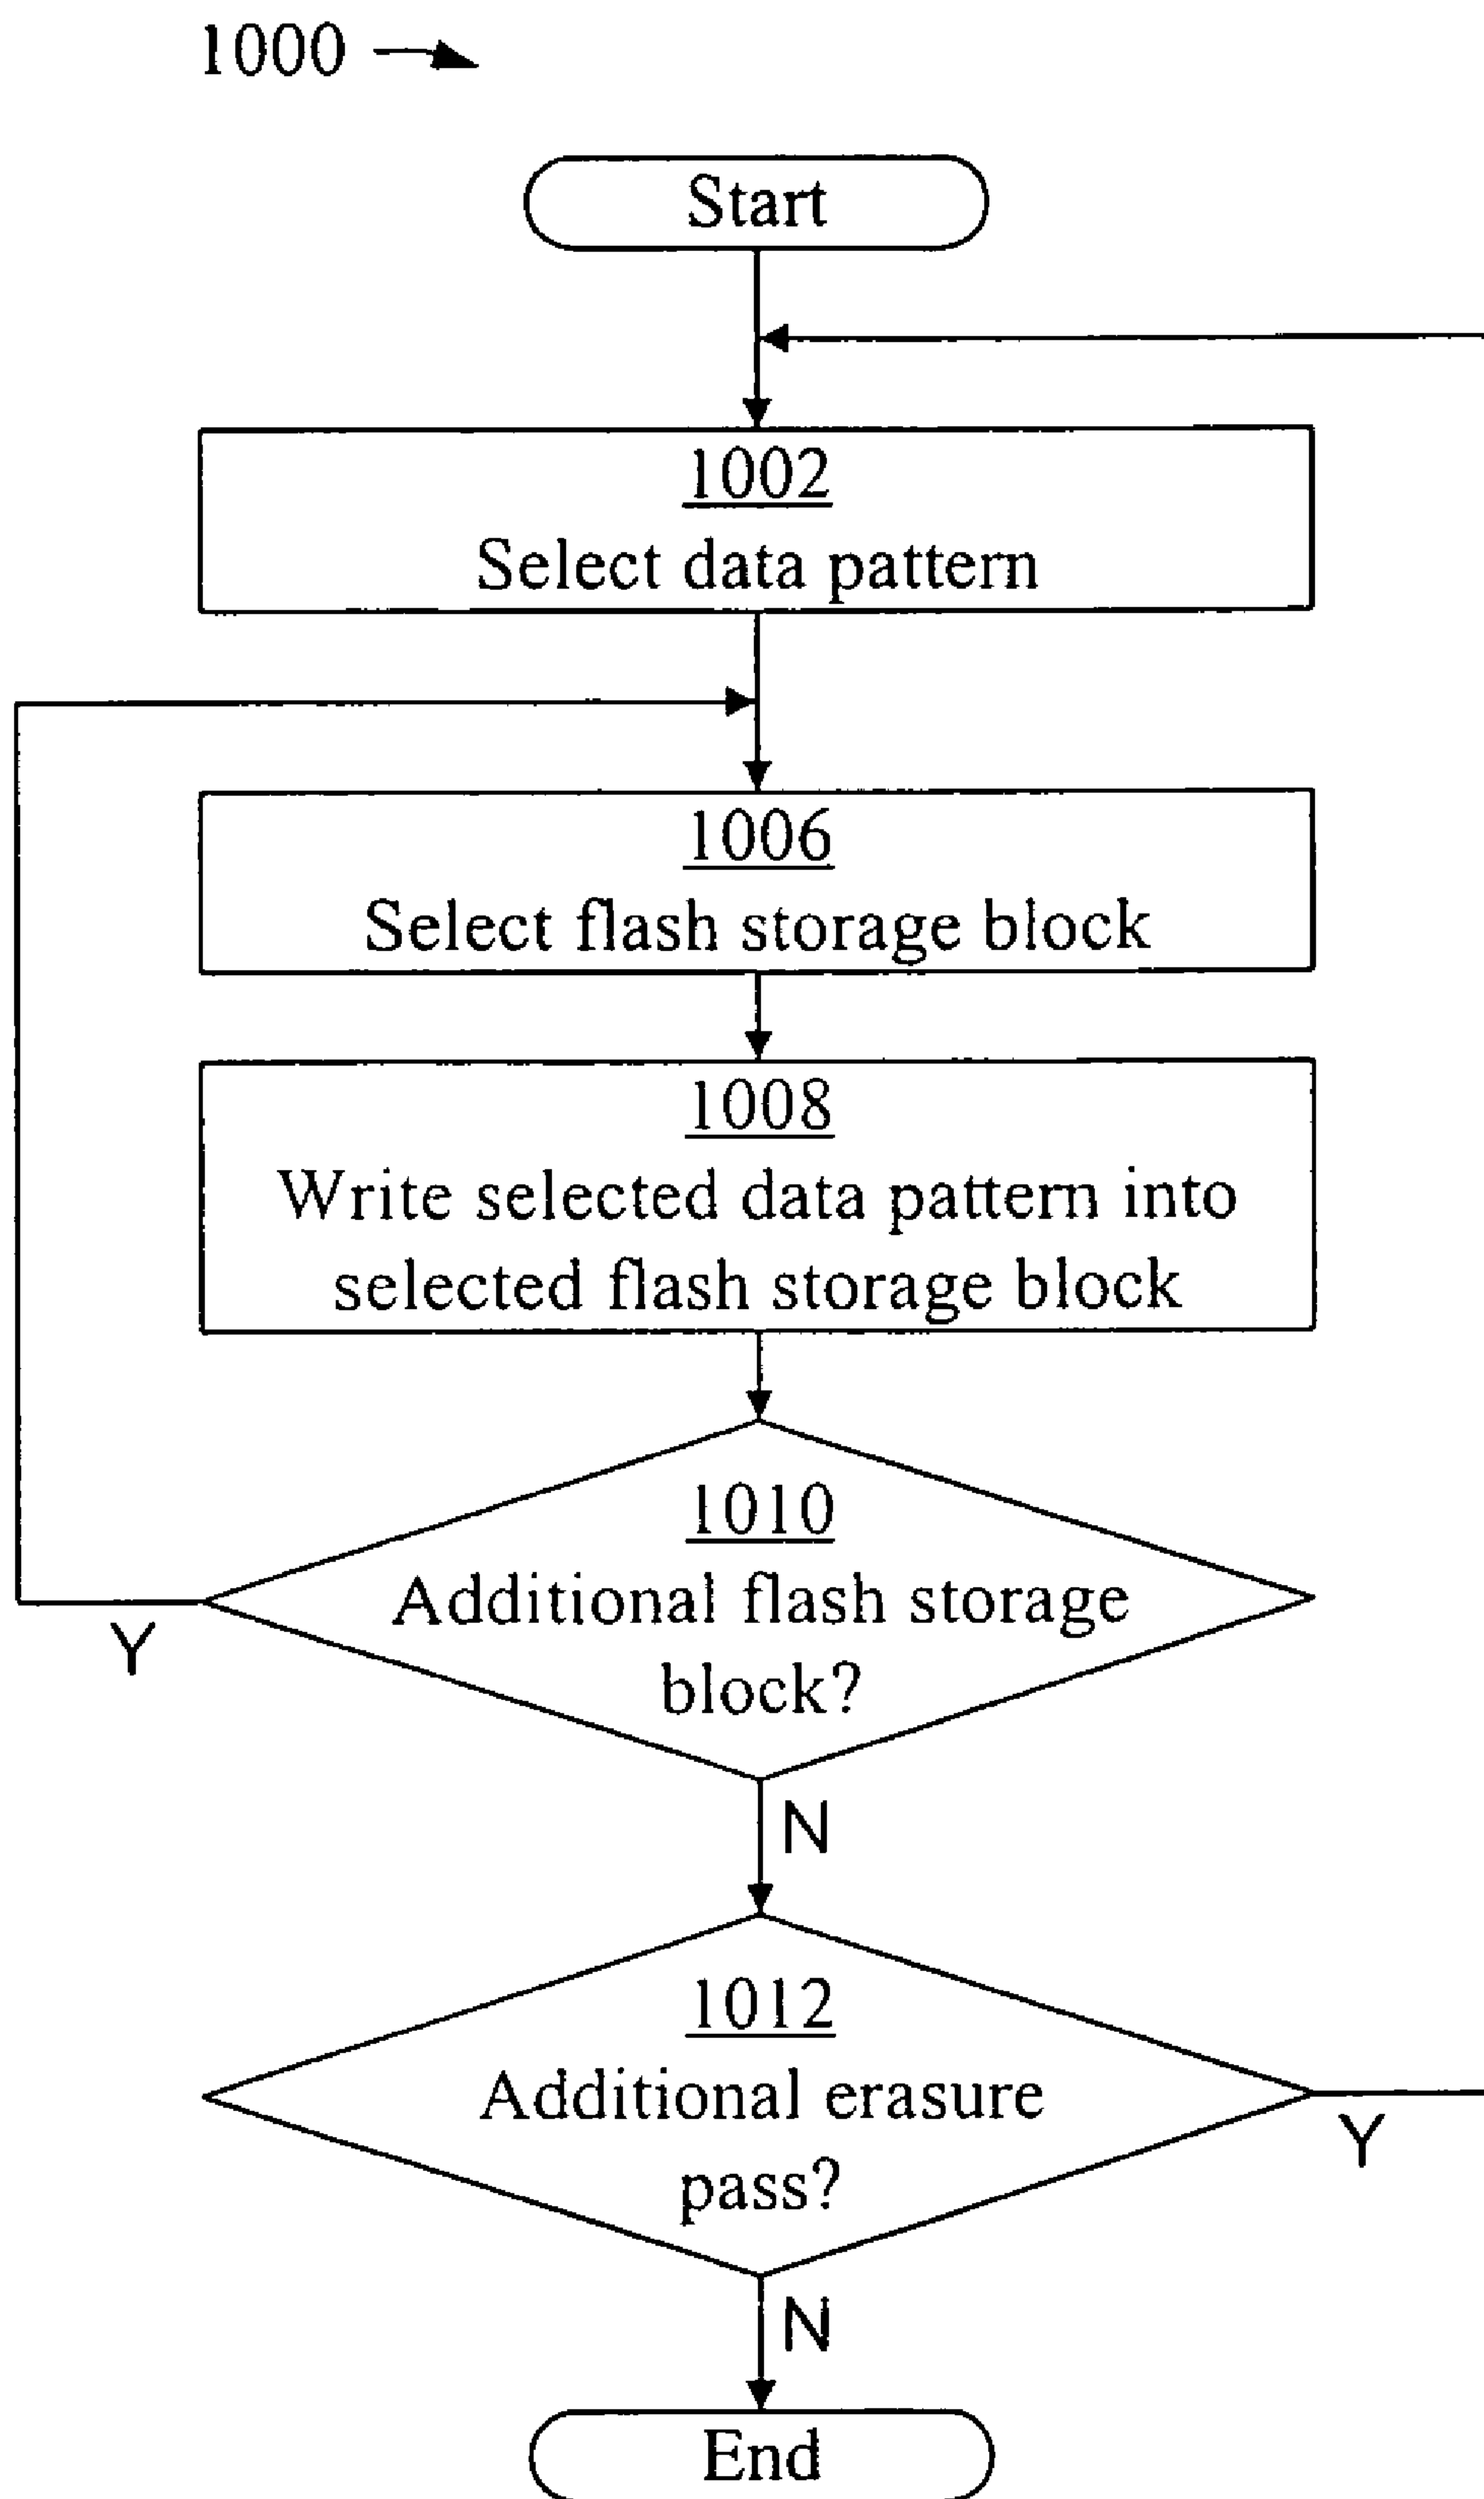 1000
Start
1002
Select data pattern
1006
Select flash storage block
1008
Write selected data pattern into
selected flash storage block
1010
Additional flash storage
block?
Y
N
1012
Additional erasure
pass?
Y
N
End